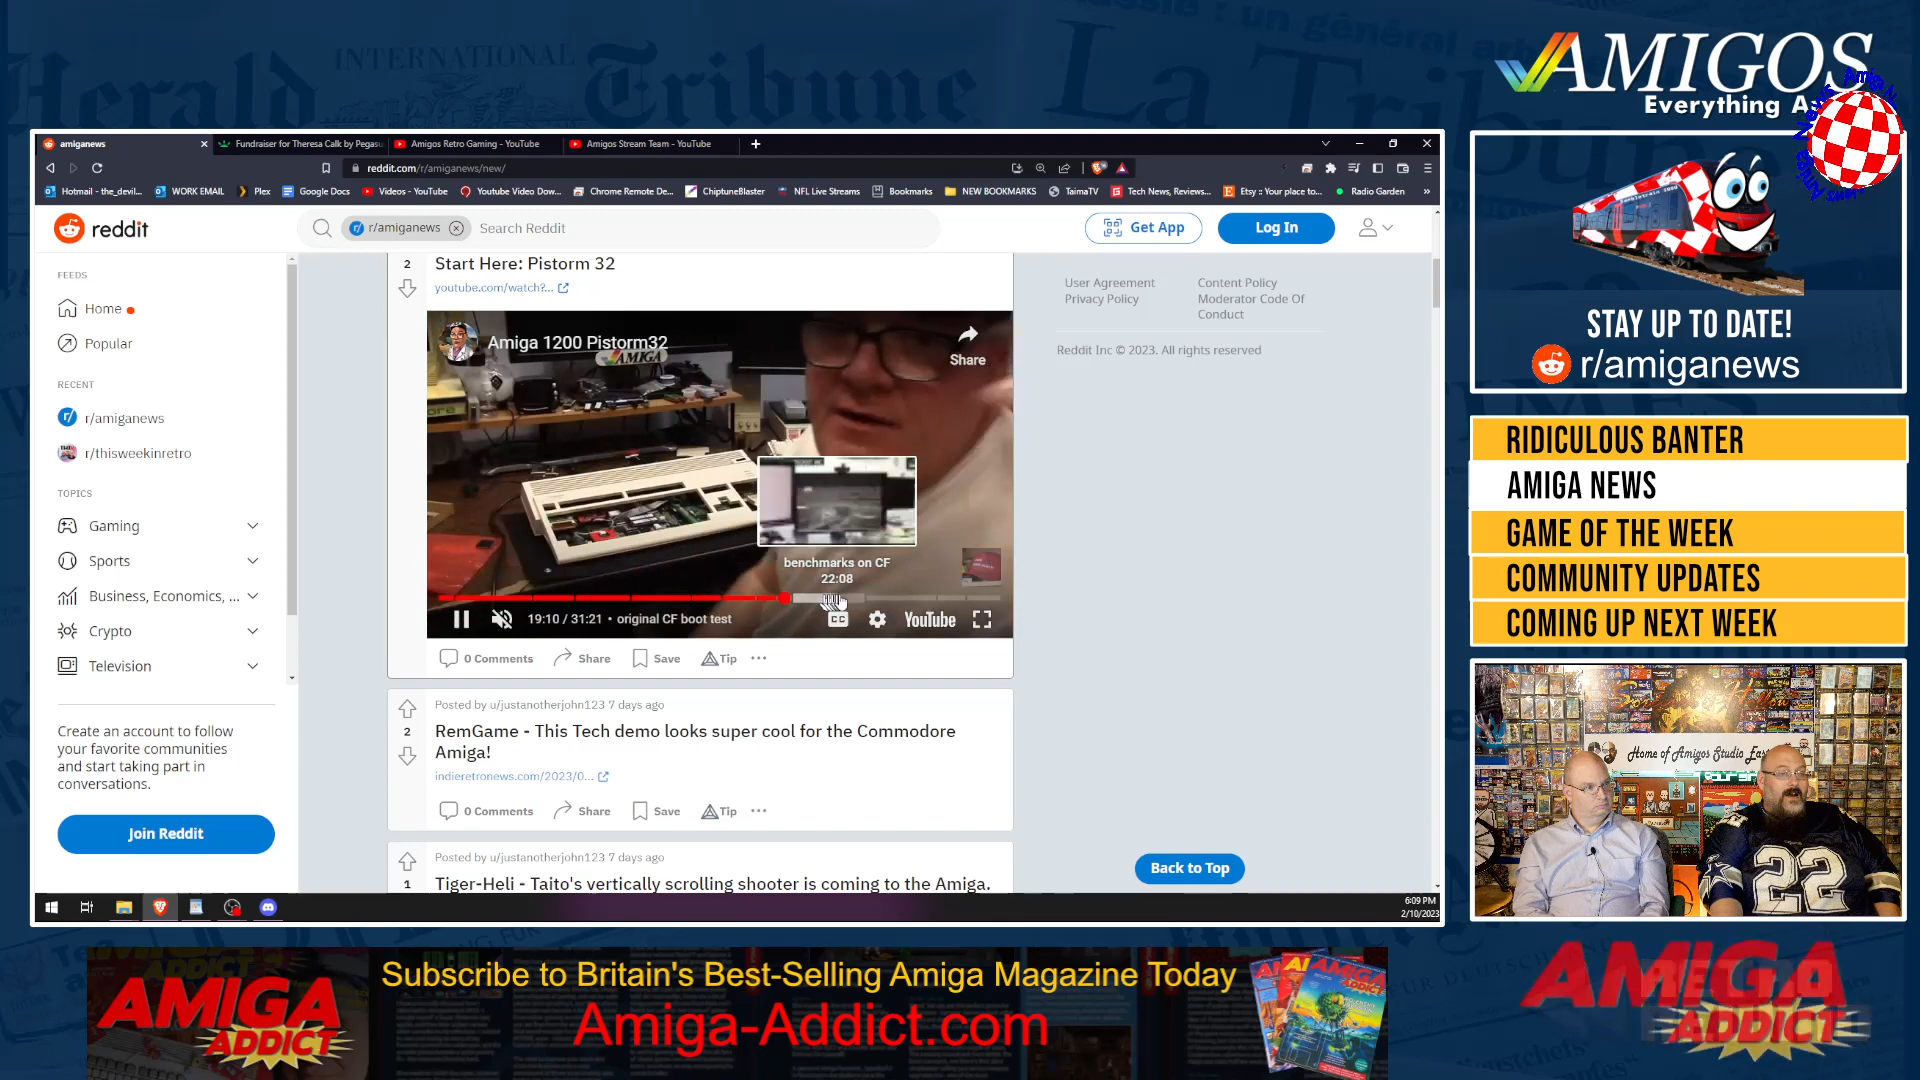 Herald
INTERNATIONAL
Tribune
La Tribune
AMIGOS
Everything A
amiganews
Fundraiser for Theresa Calk by Pegasu
Amigos Retro Gaming - YouTube
Amigos Stream Team - YouTube
reddit.com/r/amiganews/new/
Hotmail - the_devil...
WORK EMAIL
Plex
Google Docs
Videos - YouTube
Youtube Video Dow...
Chrome Remote De...
ChiptuneBlaster
NFL Live Streams
Bookmarks
NEW BOOKMARKS
TaimaTV
Tech News, Reviews...
Etsy :: Your place to...
Radio Garden
reddit
r/amiganews
Search Reddit
Get App
Log In
FEEDS
Home
Popular
RECENT
r/amiganews
r/thisweekinretro
TOPICS
Gaming
Sports
Business, Economics, ...
Crypto
Television
Create an account to follow
your favorite communities
and start taking part in
conversations.
Join Reddit
2
Start Here: Pistorm 32
youtube.com/watch?...
Amiga 1200 Pistorm32
AMIGA
Share
benchmarks on CF
22:08
19:10 / 31:21 • original CF boot test
CC
YouTube
0 Comments
Share
Save
Tip
Posted by u/justanotherjohn123 7 days ago
2
RemGame - This Tech demo looks super cool for the Commodore
Amiga!
indieretronews.com/2023/0...
0 Comments
Share
Save
Tip
Posted by u/justanotherjohn123 7 days ago
1
Tiger-Heli - Taito's vertically scrolling shooter is coming to the Amiga.
User Agreement
Privacy Policy
Content Policy
Moderator Code Of
Conduct
Reddit Inc © 2023. All rights reserved
Back to Top
6:09 PM
2/10/2023
STAY UP TO DATE!
r/amiganews
RIDICULOUS BANTER
AMIGA NEWS
GAME OF THE WEEK
COMMUNITY UPDATES
COMING UP NEXT WEEK
Home of Amigos Studio East
22
AMIGA
ADDICT
Subscribe to Britain's Best-Selling Amiga Magazine Today
Amiga-Addict.com
AMIGA
ADDICT